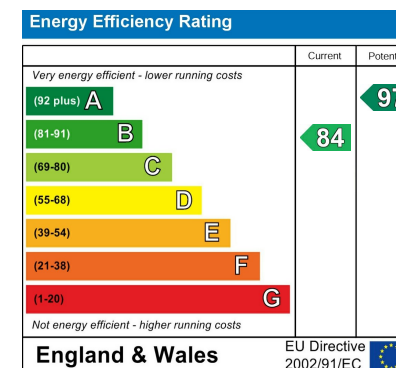 Energy Efficiency Rating
Current Potent
Very energy efficient - lower running costs
(92 plus) A 97
(81-91) B 84
(69-80) C
(55-68) D
(39-54) E
(21-38) F
(1-20) G
Not energy efficient - higher running costs
England & Wales
EU Directive
2002/91/EC